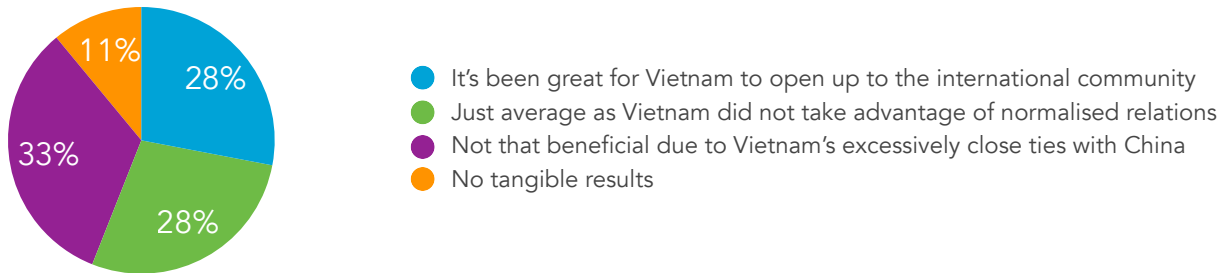 11%
28%
33%
28%
It’s been great for Vietnam to open up to the international community
Just average as Vietnam did not take advantage of normalised relations
Not that beneficial due to Vietnam’s excessively close ties with China
No tangible results